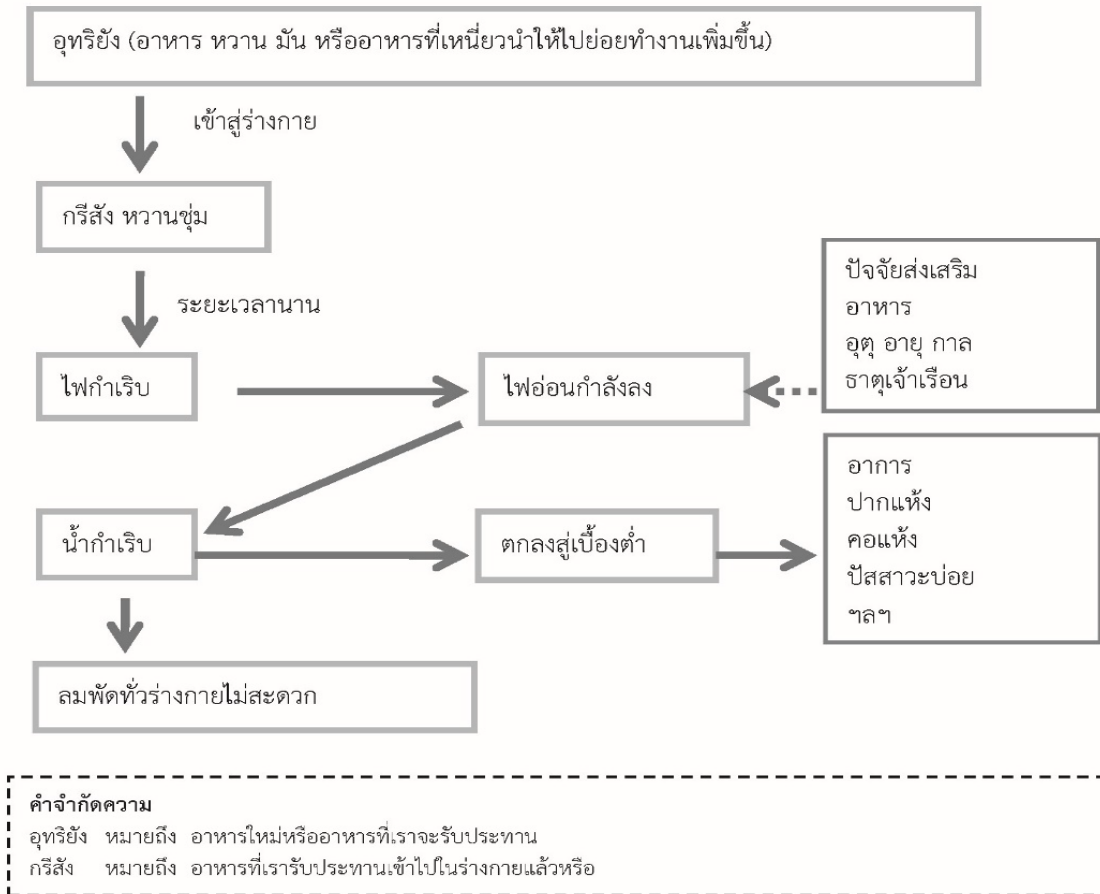 อุทริยัง (อาหาร หวาน มัน หรืออาหารที่เหนี่ยวนำให้ไปย่อยทำงานเพิ่มขึ้น)
เข้าสู่ร่างกาย
กรีสัง หวานชุ่ม
ระยะเวลานาน
ปัจจัยส่งเสริม
อาหาร
อุตุ อายุ กาล
ธาตุเจ้าเรือน
ไฟกำเริบ
ไฟอ่อนกำลังลง
น้ำกำเริบ
ตกลงสู่เบื้องต่ำ
อาการ
ปากแห้ง
คอแห้ง
ปัสสาวะบ่อย
ฯลฯ
ลมพัดทั่วร่างกายไม่สะดวก
คำจำกัดความ
อุทริยัง หมายถึง อาหารใหม่หรืออาหารที่เราจะรับประทาน
กรีสัง หมายถึง อาหารที่เรารับประทานเข้าไปในร่างกายแล้วหรือ